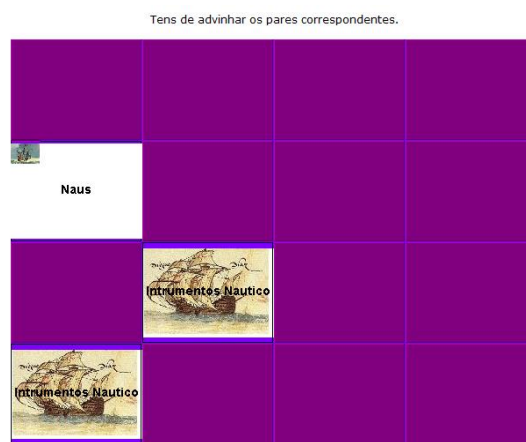 Tens de advinhar os pares correspondentes.
Naus
Intrumentos Nautico
Intrumentos Nautico